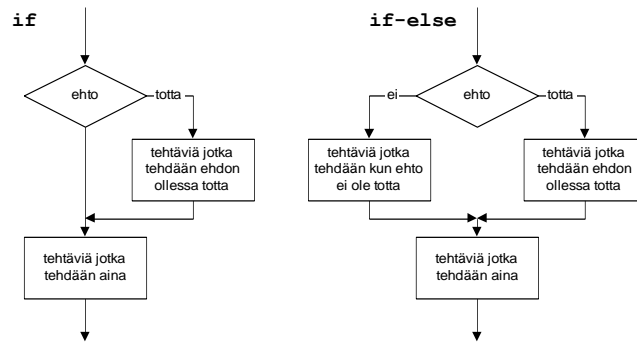 if
ehto
totta
tehtäviä jotka
tehdään ehdon
ollessa totta
tehtäviä jotka
tehdään aina
if-else
ei
ehto
totta
tehtäviä jotka
tehdään kun ehto
ei ole totta
tehtäviä jotka
tehdään ehdon
ollessa totta
tehtäviä jotka
tehdään aina